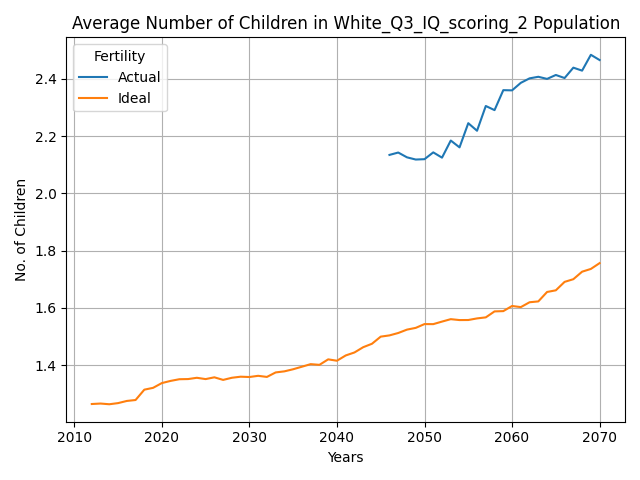 Average Number of Children in White_Q3_IQ_scoring_2 Population
Fertility
Actual
Ideal
No. of Children
2.4
2.2
2.0
1.8
1.6
1.4
2010 2020 2030 2040 2050 2060 2070
Years